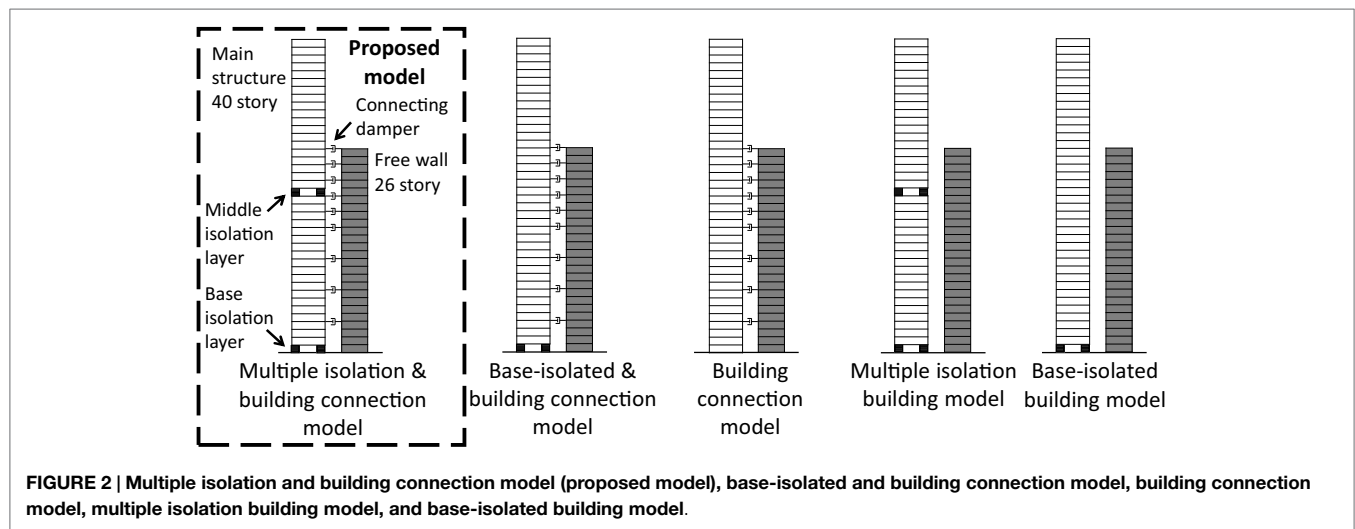 Main
structure
40 story
Proposed
model
Connecting
damper
Free wall
26 story
Middle
isolation
layer
Base
isolation
layer
Multiple isolation &
building connection
model
Base-isolated &
building connection
model
Building
connection
model
Multiple isolation
building model
Base-isolated
building model
FIGURE 2 | Multiple isolation and building connection model (proposed model), base-isolated and building connection model, building connection
model, multiple isolation building model, and base-isolated building model.